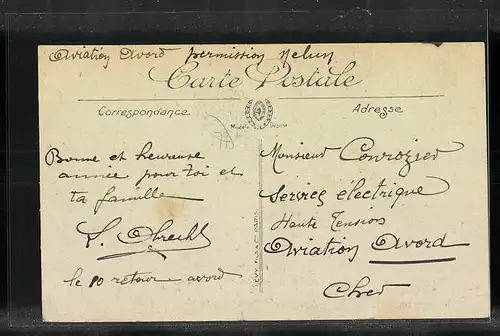 Aviation Avord permission Melun
Carte Postale
Correspondance
Adresse
Bonne et heureuse
année pour toi et
ta famille
Le 10 retour avord
Monsieur Conrozier
Service electrique
Haute Tension
Aviation Avord
Cher